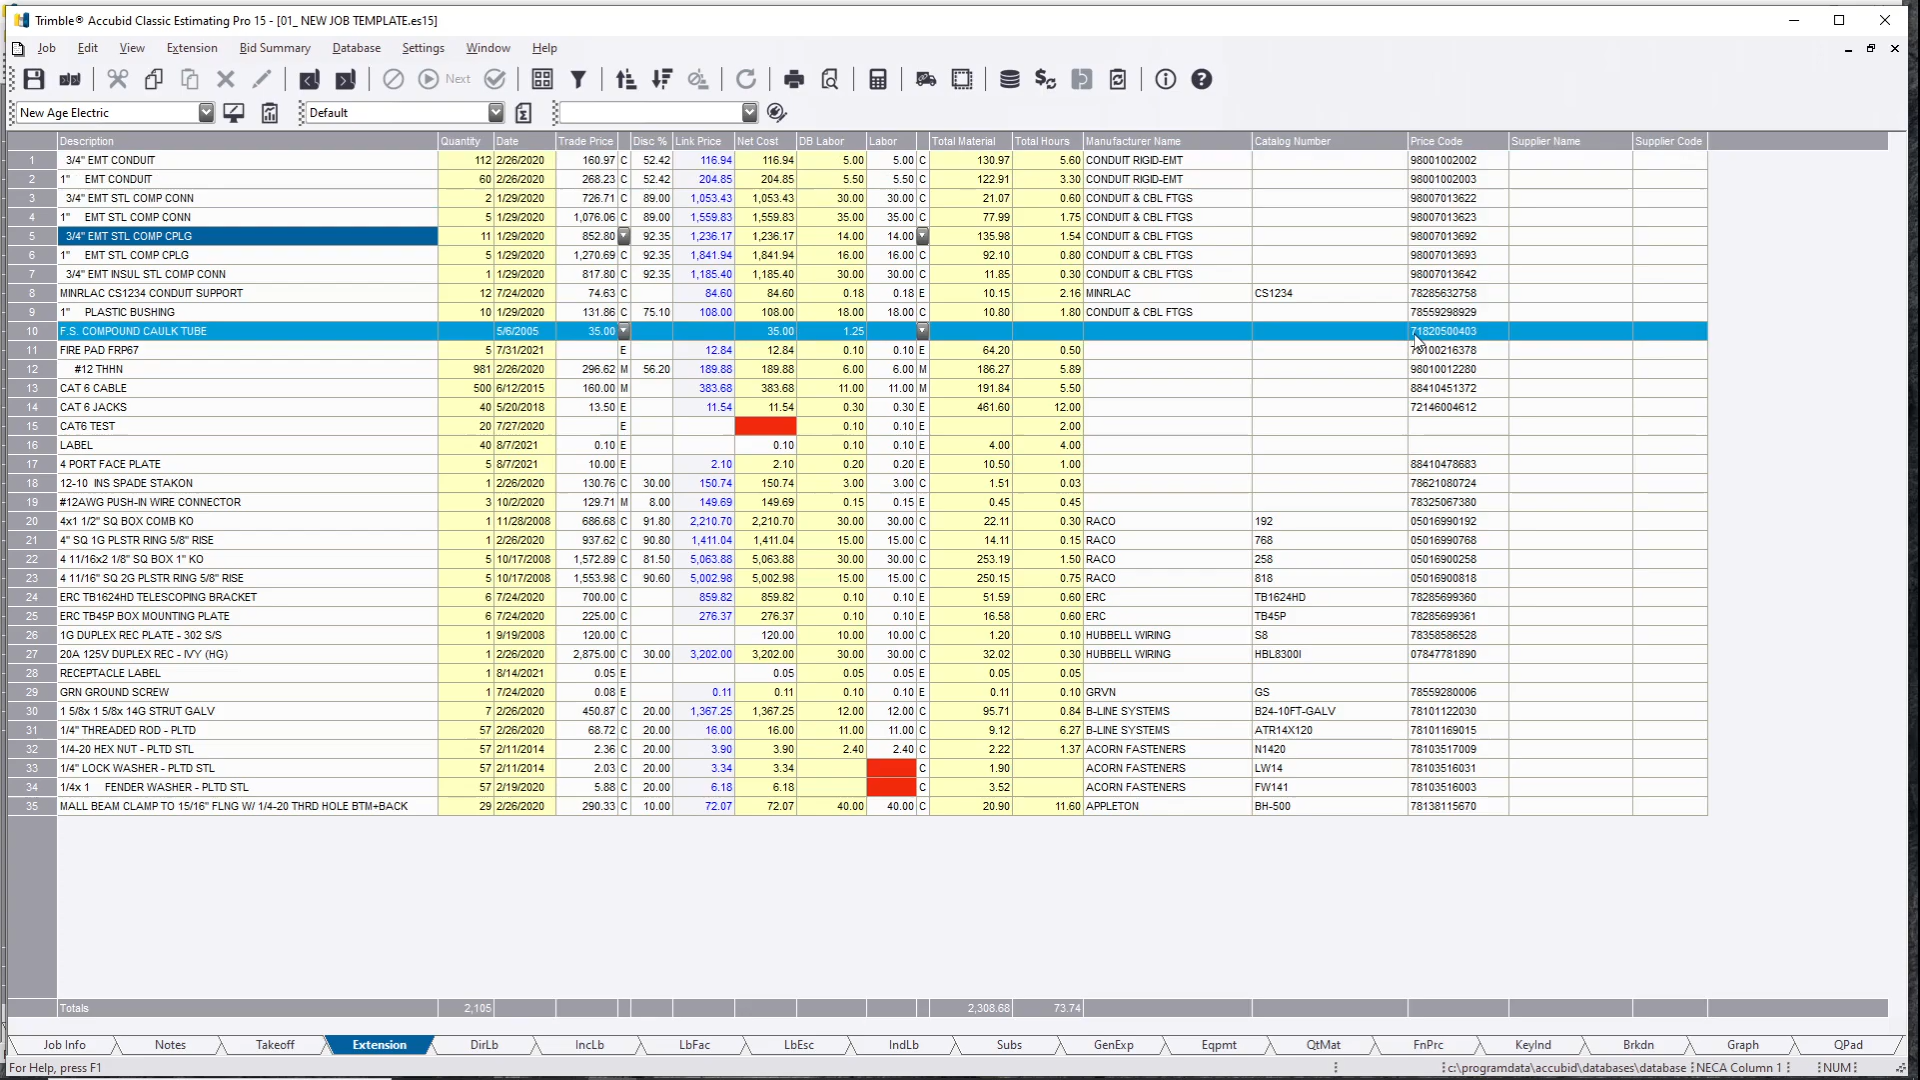 Trimble® Accubid Classic Estimating Pro 15 - [01_ NEW JOB TEMPLATE.es15]
Job Edit View Extension Bid Summary Database Settings Window Help
Next
New Age Electric Default
Description Quantity Date Trade Price Disc % Link Price Net Cost DB Labor Labor Total Material Total Hours Manufacturer Name Catalog Number Price Code Supplier Name Supplier Code
1 3/4" EMT CONDUIT 112 2/26/2020 160.97 C 52.42 116.94 116.94 5.00 5.00 C 130.97 5.60 CONDUIT RIGID-EMT 98001002002
2 1" EMT CONDUIT 60 2/26/2020 268.23 C 52.42 204.85 204.85 5.50 5.50 C 122.91 3.30 CONDUIT RIGID-EMT 98001002003
3 3/4" EMT STL COMP CONN 2 1/29/2020 726.71 C 89.00 1,053.43 1,053.43 30.00 30.00 C 21.07 0.60 CONDUIT & CBL FTGS 98007013622
4 1" EMT STL COMP CONN 5 1/29/2020 1,076.06 C 89.00 1,559.83 1,559.83 35.00 35.00 C 77.99 1.75 CONDUIT & CBL FTGS 98007013623
5 3/4" EMT STL COMP CPLG 11 1/29/2020 852.80 92.35 1,236.17 1,236.17 14.00 14.00 135.98 1.54 CONDUIT & CBL FTGS 98007013692
6 1" EMT STL COMP CPLG 5 1/29/2020 1,270.69 C 92.35 1,841.94 1,841.94 16.00 16.00 C 92.10 0.80 CONDUIT & CBL FTGS 98007013693
7 3/4" EMT INSUL STL COMP CONN 1 1/29/2020 817.80 C 92.35 1,185.40 1,185.40 30.00 30.00 C 11.85 0.30 CONDUIT & CBL FTGS 98007013642
8 MINRLAC CS1234 CONDUIT SUPPORT 12 7/24/2020 74.63 C 84.60 84.60 0.18 0.18 E 10.15 2.16 MINRLAC CS1234 78285632758
9 1" PLASTIC BUSHING 10 1/29/2020 131.86 C 75.10 108.00 108.00 18.00 18.00 C 10.80 1.80 CONDUIT & CBL FTGS 78559298929
10 F.S. COMPOUND CAULK TUBE 5/6/2005 35.00 35.00 1.25 71820500403
11 FIRE PAD FRP67 5 7/31/2021 E 12.84 12.84 0.10 0.10 E 64.20 0.50 78100216378
12 #12 THHN 981 2/26/2020 296.62 M 56.20 189.88 189.88 6.00 6.00 M 186.27 5.89 98010012280
13 CAT 6 CABLE 500 6/12/2015 160.00 M 383.68 383.68 11.00 11.00 M 191.84 5.50 88410451372
14 CAT 6 JACKS 40 5/20/2018 13.50 E 11.54 11.54 0.30 0.30 E 461.60 12.00 72146004612
15 CAT6 TEST 20 7/27/2020 E 0.10 0.10 E 2.00
16 LABEL 40 8/7/2021 0.10 E 0.10 0.10 0.10 E 4.00 4.00
17 4 PORT FACE PLATE 5 8/7/2021 10.00 E 2.10 2.10 0.20 0.20 E 10.50 1.00 88410478683
18 12-10 INS SPADE STAKON 1 2/26/2020 130.76 C 30.00 150.74 150.74 3.00 3.00 C 1.51 0.03 78621080724
19 #12AWG PUSH-IN WIRE CONNECTOR 3 10/2/2020 129.71 M 8.00 149.69 149.69 0.15 0.15 E 0.45 0.45 78325067380
20 4x1 1/2" SQ BOX COMB KO 1 11/28/2008 686.68 C 91.80 2,210.70 2,210.70 30.00 30.00 C 22.11 0.30 RACO 192 05016990192
21 4" SQ 1G PLSTR RING 5/8" RISE 1 2/26/2020 937.62 C 90.80 1,411.04 1,411.04 15.00 15.00 C 14.11 0.15 RACO 768 05016990768
22 4 11/16x2 1/8" SQ BOX 1" KO 5 10/17/2008 1,572.89 C 81.50 5,063.88 5,063.88 30.00 30.00 C 253.19 1.50 RACO 258 05016900258
23 4 11/16" SQ 2G PLSTR RING 5/8" RISE 5 10/17/2008 1,553.98 C 90.60 5,002.98 5,002.98 15.00 15.00 C 250.15 0.75 RACO 818 05016900818
24 ERC TB1624HD TELESCOPING BRACKET 6 7/24/2020 700.00 C 859.82 859.82 0.10 0.10 E 51.59 0.60 ERC TB1624HD 78285699360
25 ERC TB45P BOX MOUNTING PLATE 6 7/24/2020 225.00 C 276.37 276.37 0.10 0.10 E 16.58 0.60 ERC TB45P 78285699361
26 1G DUPLEX REC PLATE - 302 S/S 1 9/19/2008 120.00 C 120.00 10.00 10.00 C 1.20 0.10 HUBBELL WIRING S8 78358586528
27 20A 125V DUPLEX REC - IVY (HG) 1 2/26/2020 2,875.00 C 30.00 3,202.00 3,202.00 30.00 30.00 C 32.02 0.30 HUBBELL WIRING HBL8300I 07847781890
28 RECEPTACLE LABEL 1 8/14/2021 0.05 E 0.05 0.05 0.05 E 0.05 0.05
29 GRN GROUND SCREW 1 7/24/2020 0.08 E 0.11 0.11 0.10 0.10 E 0.11 0.10 GRVN GS 78559280006
30 1 5/8x 1 5/8x 14G STRUT GALV 7 2/26/2020 450.87 C 20.00 1,367.25 1,367.25 12.00 12.00 C 95.71 0.84 B-LINE SYSTEMS B24-10FT-GALV 78101122030
31 1/4" THREADED ROD - PLTD 57 2/26/2020 68.72 C 20.00 16.00 16.00 11.00 11.00 C 9.12 6.27 B-LINE SYSTEMS ATR14X120 78101169015
32 1/4-20 HEX NUT - PLTD STL 57 2/11/2014 2.36 C 20.00 3.90 3.90 2.40 2.40 C 2.22 1.37 ACORN FASTENERS N1420 78103517009
33 1/4" LOCK WASHER - PLTD STL 57 2/11/2014 2.03 C 20.00 3.34 3.34 C 1.90 ACORN FASTENERS LW14 78103516031
34 1/4x 1 FENDER WASHER - PLTD STL 57 2/19/2020 5.88 C 20.00 6.18 6.18 C 3.52 ACORN FASTENERS FW141 78103516003
35 MALL BEAM CLAMP TO 15/16" FLNG W/ 1/4-20 THRD HOLE BTM+BACK 29 2/26/2020 290.33 C 10.00 72.07 72.07 40.00 40.00 C 20.90 11.60 APPLETON BH-500 78138115670
Totals 2,105 2,308.68 73.74
Job Info Notes Takeoff Extension DirLb IncLb LbFac LbEsc IndLb Subs GenExp Eqpmt QtMat FnPrc KeyInd Brkdn Graph QPad
For Help, press F1 c:\programdata\accubid\databases\database NECA Column 1 NUM